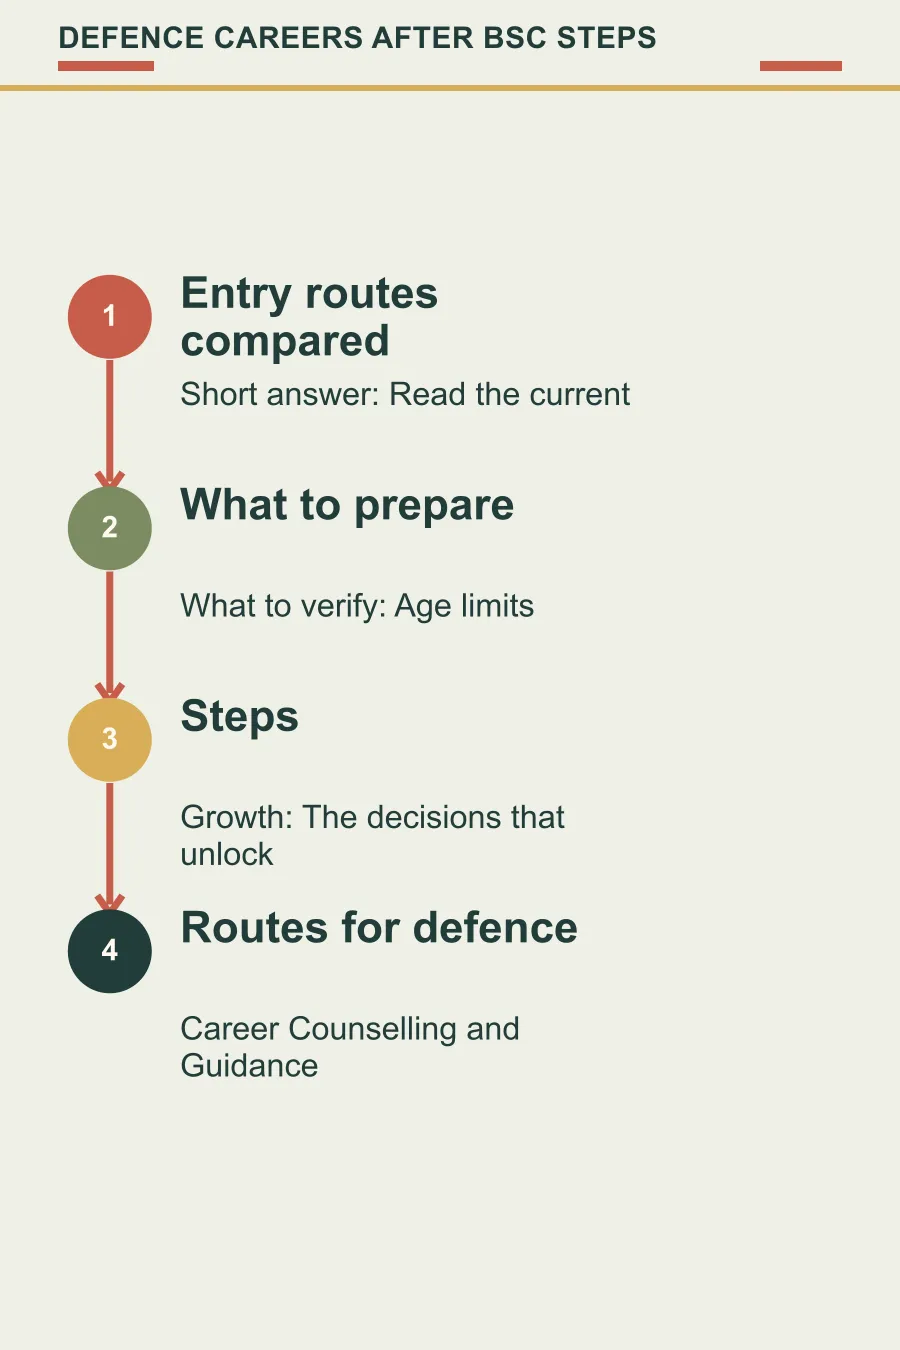 DEFENCE CAREERS AFTER BSC STEPS
1
Entry routes
compared
Short answer: Read the current
2
What to prepare
What to verify: Age limits
3
Steps
Growth: The decisions that
unlock
4
Routes for defence
Career Counselling and
Guidance